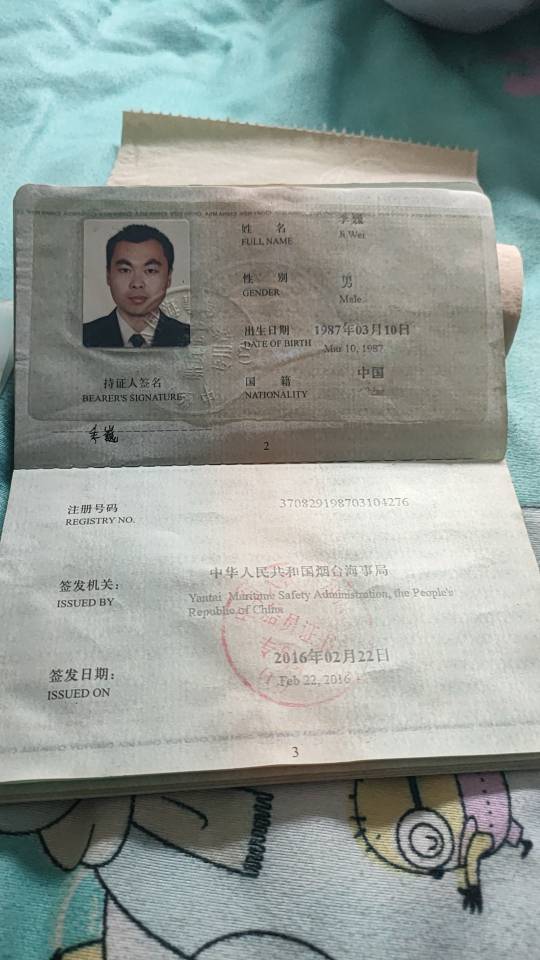 姓 名 季巍
FULL NAME Ji Wei
性 别 男
GENDER Male
出生日期 1987年03月10日
DATE OF BIRTH Mar 10, 1987
持证人签名
BEARER'S SIGNATURE
国 籍 中国
NATIONALITY
季巍
2
注册号码 370829198703104276
REGISTRY NO.
签发机关: 中华人民共和国烟台海事局
ISSUED BY Yantai Maritime Safety Administration, the People's
Republic of China
签发日期: 2016年02月22日
ISSUED ON Feb 22, 2016
3